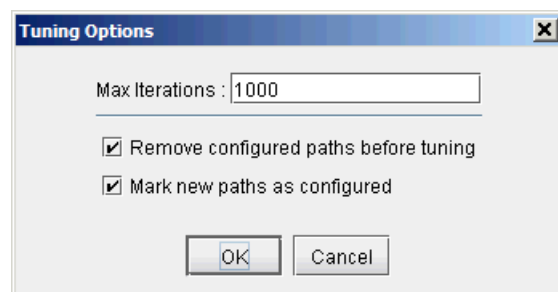 Tuning Options
Max Iterations : 1000
Remove configured paths before tuning
Mark new paths as configured
OK Cancel